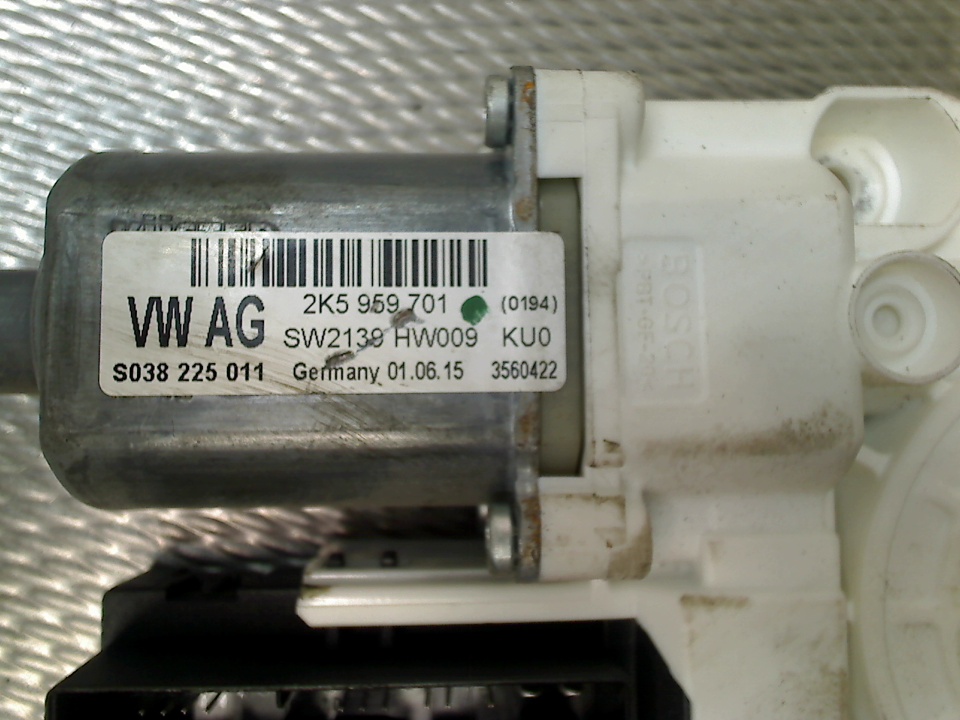 VW AG
2K5 959 701 (0194)
SW2139 HW009 KU0
S038 225 011 Germany 01.06.15 3560422
BOSCH